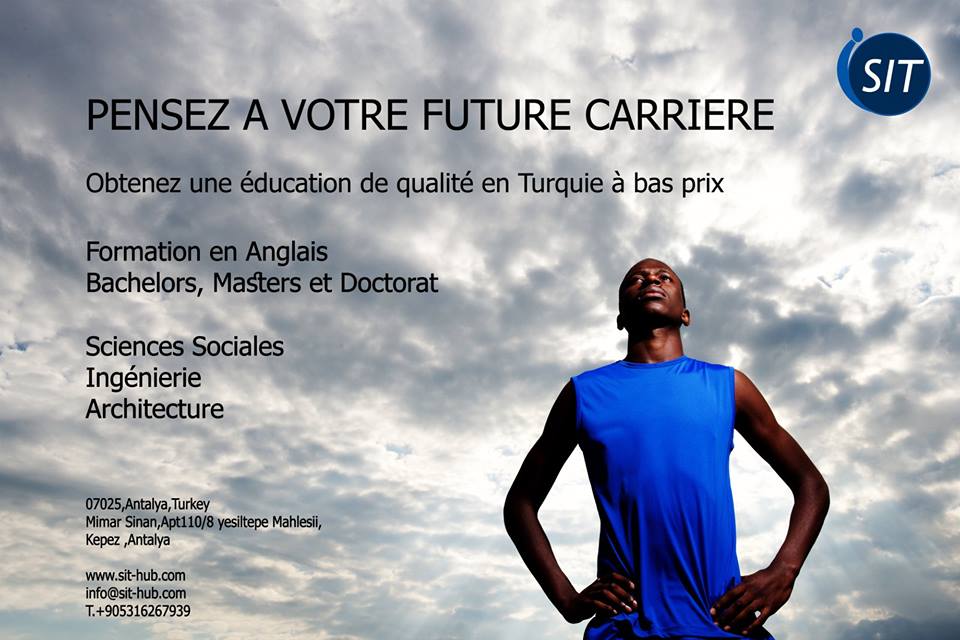 SIT
PENSEZ A VOTRE FUTURE CARRIERE
Obtenez une éducation de qualité en Turquie à bas prix
Formation en Anglais
Bachelors, Masters et Doctorat
Sciences Sociales
Ingénierie
Architecture
07025,Antalya,Turkey
Mimar Sinan,Apt110/8 yesiltepe Mahlesii,
Kepez ,Antalya
www.sit-hub.com
info@sit-hub.com
T.+905316267939